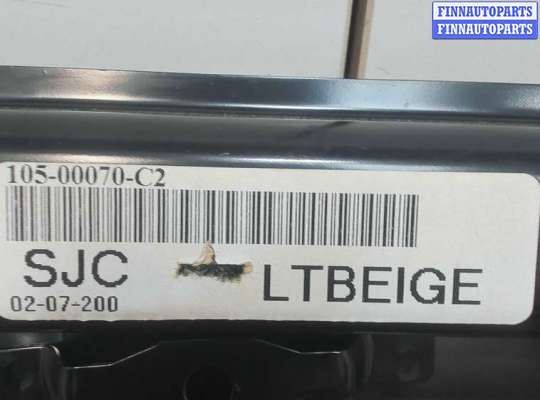 FINNAUTOPARTS
FINNAUTOPARTS
105-00070-C2
SJC LTBEIGE
02-07-200